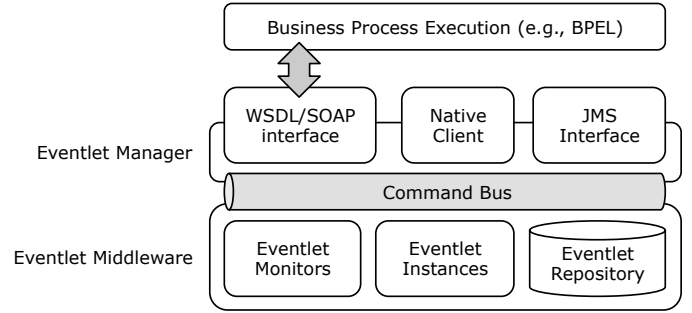 Business Process Execution (e.g., BPEL)
WSDL/SOAP
interface
Native
Client
JMS
Interface
Eventlet Manager
Command Bus
Eventlet Middleware
Eventlet
Monitors
Eventlet
Instances
Eventlet
Repository